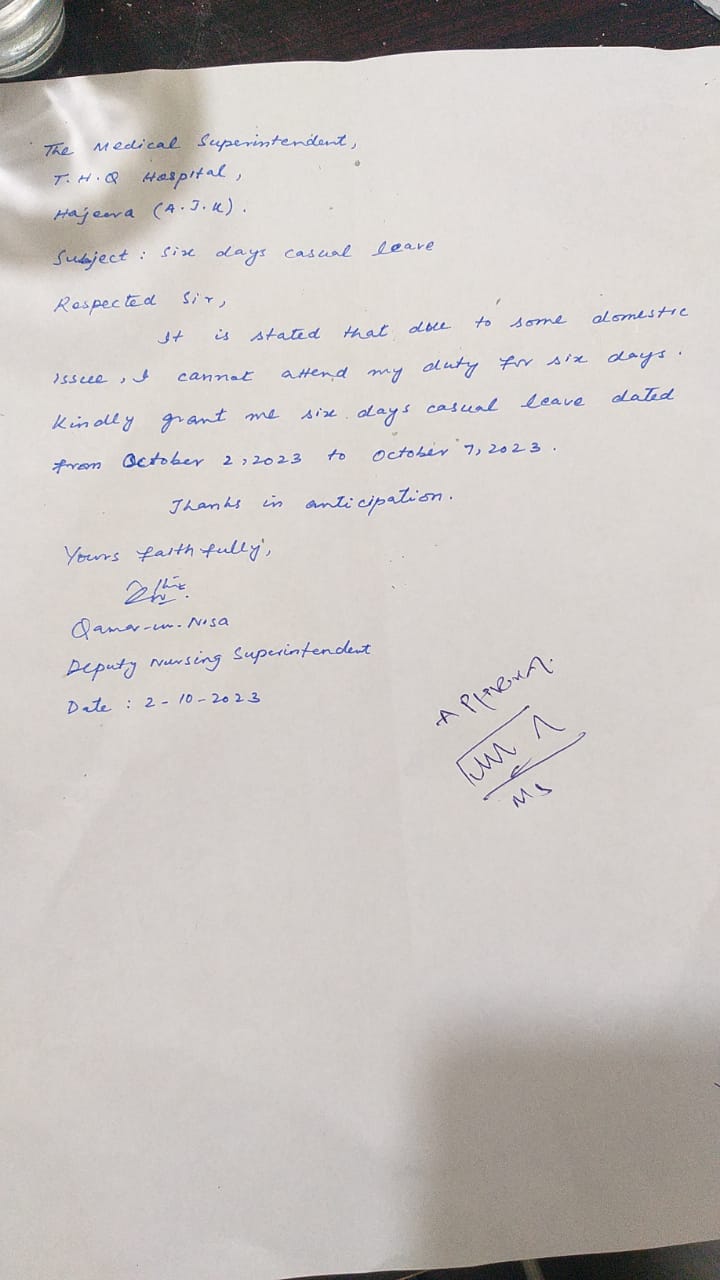 The Medical Superintendent,
T.H.Q Hospital,
Hajeera (A.J.K).
Subject : Six days casual leave
Respected Sir,
It is stated that due to some domestic
issue, I cannot attend my duty for six days.
Kindly grant me six days casual leave dated
from October 2, 2023 to October 7, 2023.
Thanks in anticipation.
Yours faithfully,
Qamar-un-Nisa
Deputy Nursing Superintendent
Date : 2-10-2023
MS